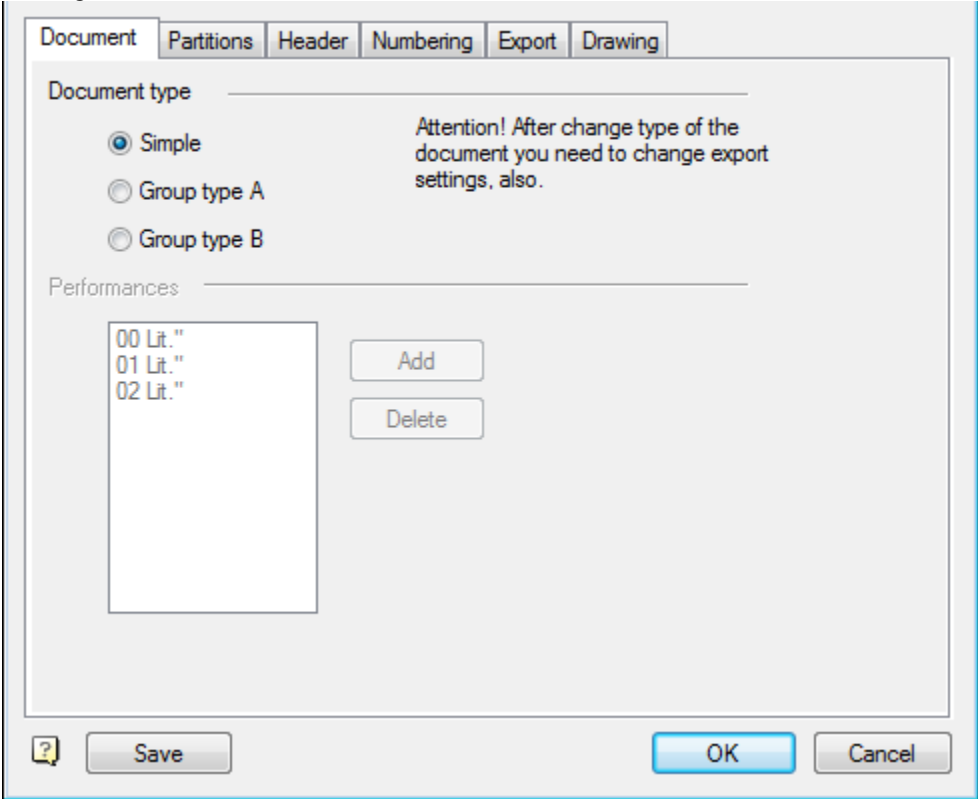 Document Partitions Header Numbering Export Drawing
Document type
Simple
Group type A
Group type B
Attention! After change type of the
document you need to change export
settings, also.
Performances
00 Lit."
01 Lit."
02 Lit."
Add
Delete
Save OK Cancel